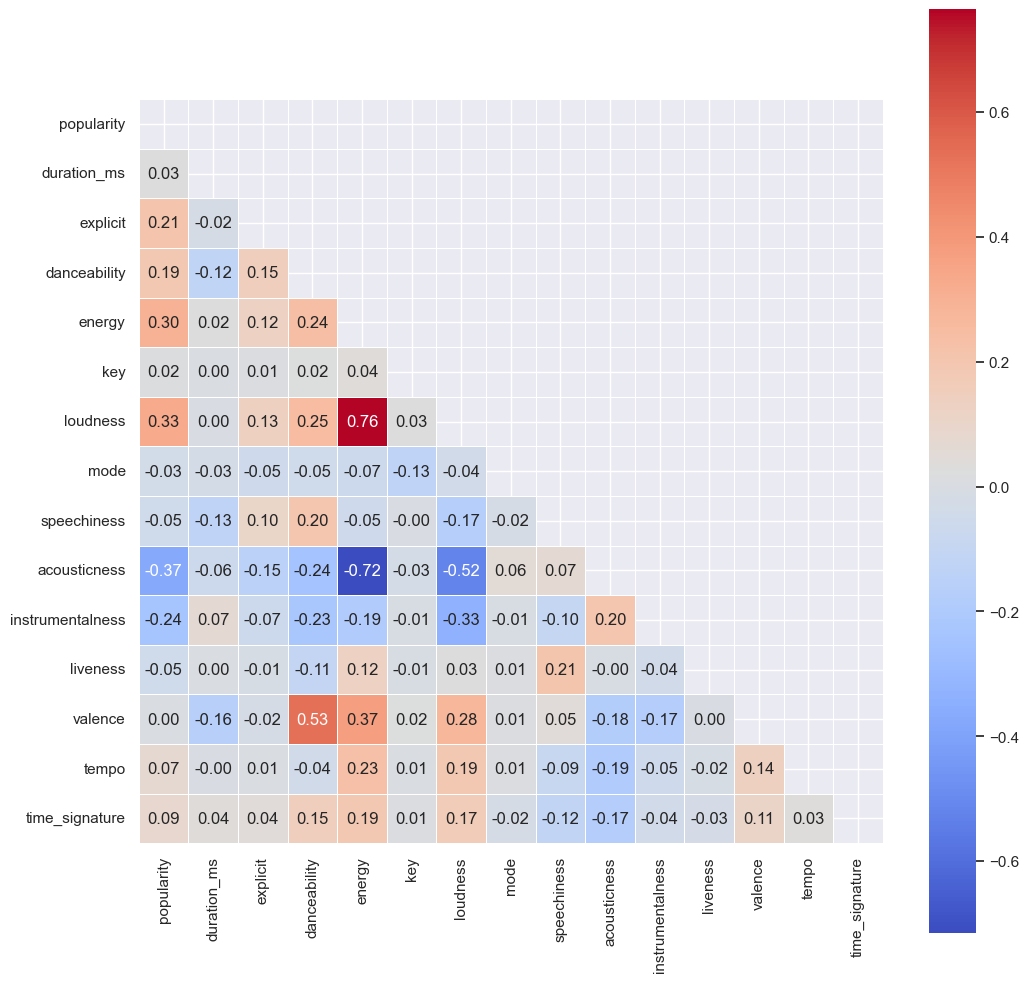 popularity
duration_ms 0.03
explicit 0.21 -0.02
danceability 0.19 -0.12 0.15
energy 0.30 0.02 0.12 0.24
key 0.02 0.00 0.01 0.02 0.04
loudness 0.33 0.00 0.13 0.25 0.76 0.03
mode -0.03 -0.03 -0.05 -0.05 -0.07 -0.13 -0.04
speechiness -0.05 -0.13 0.10 0.20 -0.05 -0.00 -0.17 -0.02
acousticness -0.37 -0.06 -0.15 -0.24 -0.72 -0.03 -0.52 0.06 0.07
instrumentalness -0.24 0.07 -0.07 -0.23 -0.19 -0.01 -0.33 -0.01 -0.10 0.20
liveness -0.05 0.00 -0.01 -0.11 0.12 -0.01 0.03 0.01 0.21 -0.00 -0.04
valence 0.00 -0.16 -0.02 0.53 0.37 0.02 0.28 0.01 0.05 -0.18 -0.17 0.00
tempo 0.07 -0.00 0.01 -0.04 0.23 0.01 0.19 0.01 -0.09 -0.19 -0.05 -0.02 0.14
time_signature 0.09 0.04 0.04 0.15 0.19 0.01 0.17 -0.02 -0.12 -0.17 -0.04 -0.03 0.11 0.03
popularity
duration_ms
explicit
danceability
energy
key
loudness
mode
speechiness
acousticness
instrumentalness
liveness
valence
tempo
time_signature
0.6
0.4
0.2
0.0
−0.2
−0.4
−0.6